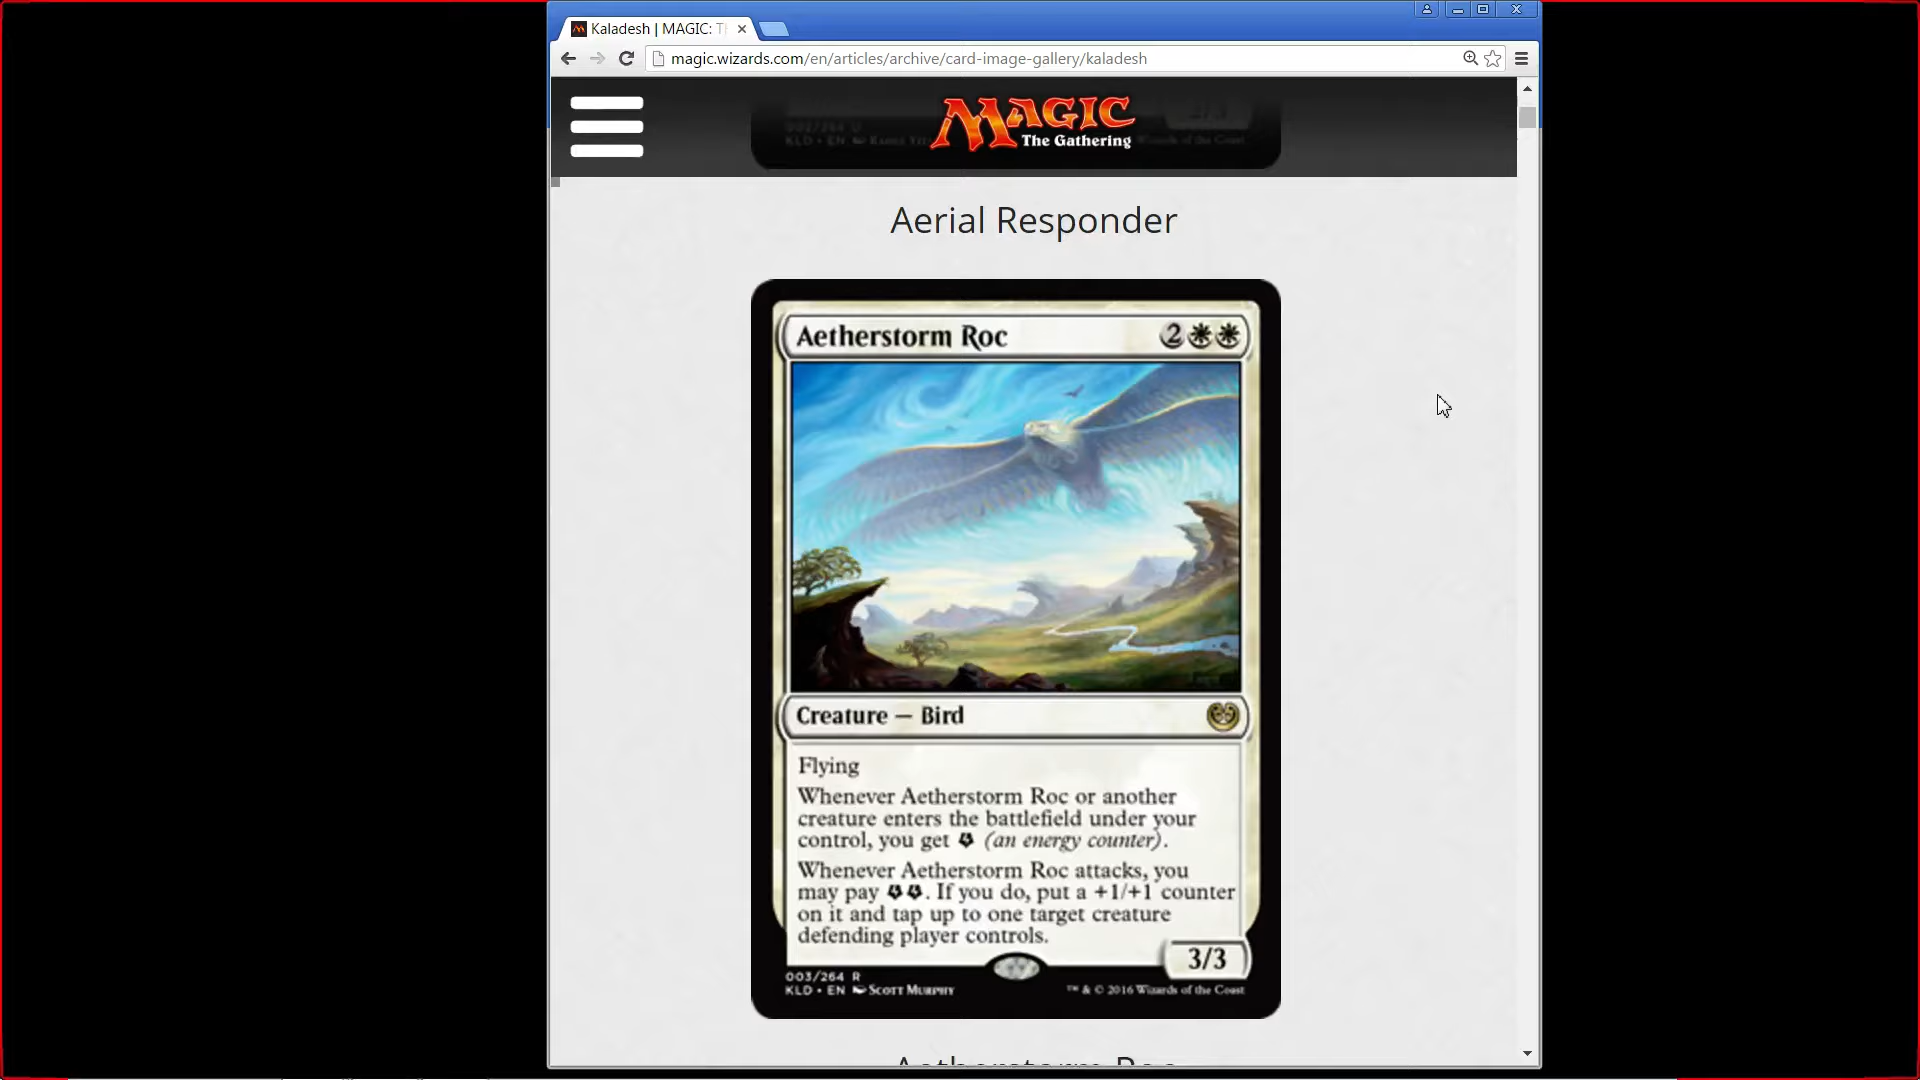 Kaladesh | MAGIC: T
magic.wizards.com/en/articles/archive/card-image-gallery/kaladesh
MAGIC
The Gathering
Aerial Responder
Aetherstorm Roc 2
Creature — Bird
Flying
Whenever Aetherstorm Roc or another
creature enters the battlefield under your
control, you get (an energy counter).
Whenever Aetherstorm Roc attacks, you
may pay . If you do, put a +1/+1 counter
on it and tap up to one target creature
defending player controls.
3/3
003/264 R
KLD • EN Scott Murphy
™ & © 2016 Wizards of the Coast
Aetherstorm Roc